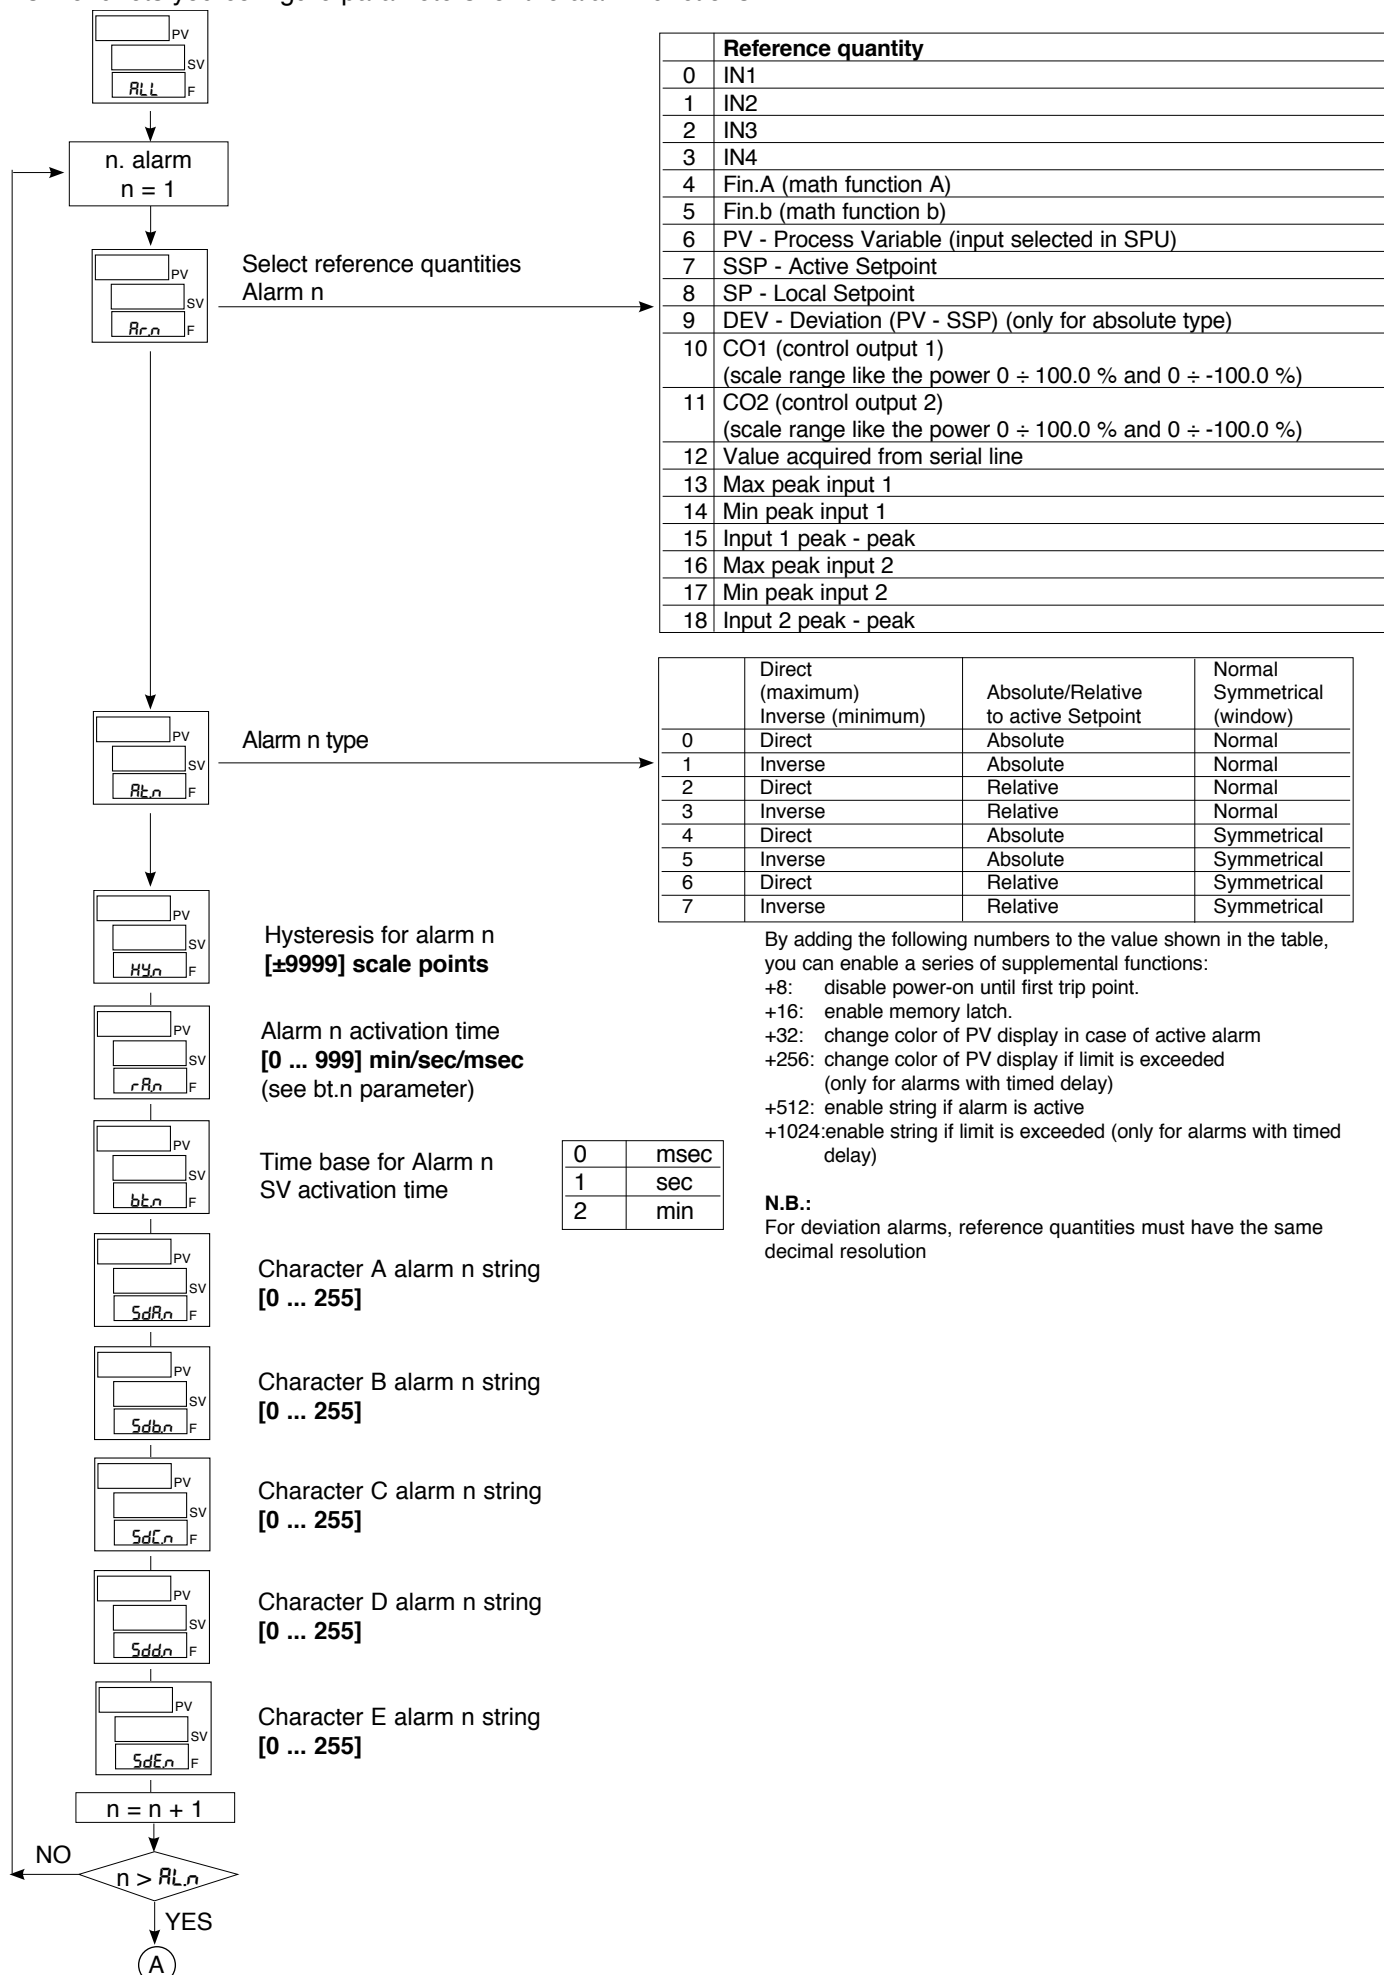 PV
SV
ALL F
n. alarm
n = 1
PV
SV
Ar.n F
Select reference quantities
Alarm n
Reference quantity
0 IN1
1 IN2
2 IN3
3 IN4
4 Fin.A (math function A)
5 Fin.b (math function b)
6 PV - Process Variable (input selected in SPU)
7 SSP - Active Setpoint
8 SP - Local Setpoint
9 DEV - Deviation (PV - SSP) (only for absolute type)
10 CO1 (control output 1)
(scale range like the power 0 ÷ 100.0 % and 0 ÷ -100.0 %)
11 CO2 (control output 2)
(scale range like the power 0 ÷ 100.0 % and 0 ÷ -100.0 %)
12 Value acquired from serial line
13 Max peak input 1
14 Min peak input 1
15 Input 1 peak - peak
16 Max peak input 2
17 Min peak input 2
18 Input 2 peak - peak
PV
SV
At.n F
Alarm n type
Direct
(maximum) Absolute/Relative Normal Symmetrical
Inverse (minimum) to active Setpoint (window)
0 Direct Absolute Normal
1 Inverse Absolute Normal
2 Direct Relative Normal
3 Inverse Relative Normal
4 Direct Absolute Symmetrical
5 Inverse Absolute Symmetrical
6 Direct Relative Symmetrical
7 Inverse Relative Symmetrical
By adding the following numbers to the value shown in the table,
you can enable a series of supplemental functions:
+8: disable power-on until first trip point.
+16: enable memory latch.
+32: change color of PV display in case of active alarm
+256: change color of PV display if limit is exceeded
(only for alarms with timed delay)
+512: enable string if alarm is active
+1024:enable string if limit is exceeded (only for alarms with timed
delay)
N.B.:
For deviation alarms, reference quantities must have the same
decimal resolution
PV
SV
HY.n F
Hysteresis for alarm n
[±9999] scale points
PV
SV
rA.n F
Alarm n activation time
[0 ... 999] min/sec/msec
(see bt.n parameter)
PV
SV
bt.n F
Time base for Alarm n
SV activation time
0 msec
1 sec
2 min
PV
SV
SdA.n F
Character A alarm n string
[0 ... 255]
PV
SV
Sdb.n F
Character B alarm n string
[0 ... 255]
PV
SV
SdC.n F
Character C alarm n string
[0 ... 255]
PV
SV
Sdd.n F
Character D alarm n string
[0 ... 255]
PV
SV
SdE.n F
Character E alarm n string
[0 ... 255]
n = n + 1
NO
n > AL.n
YES
A